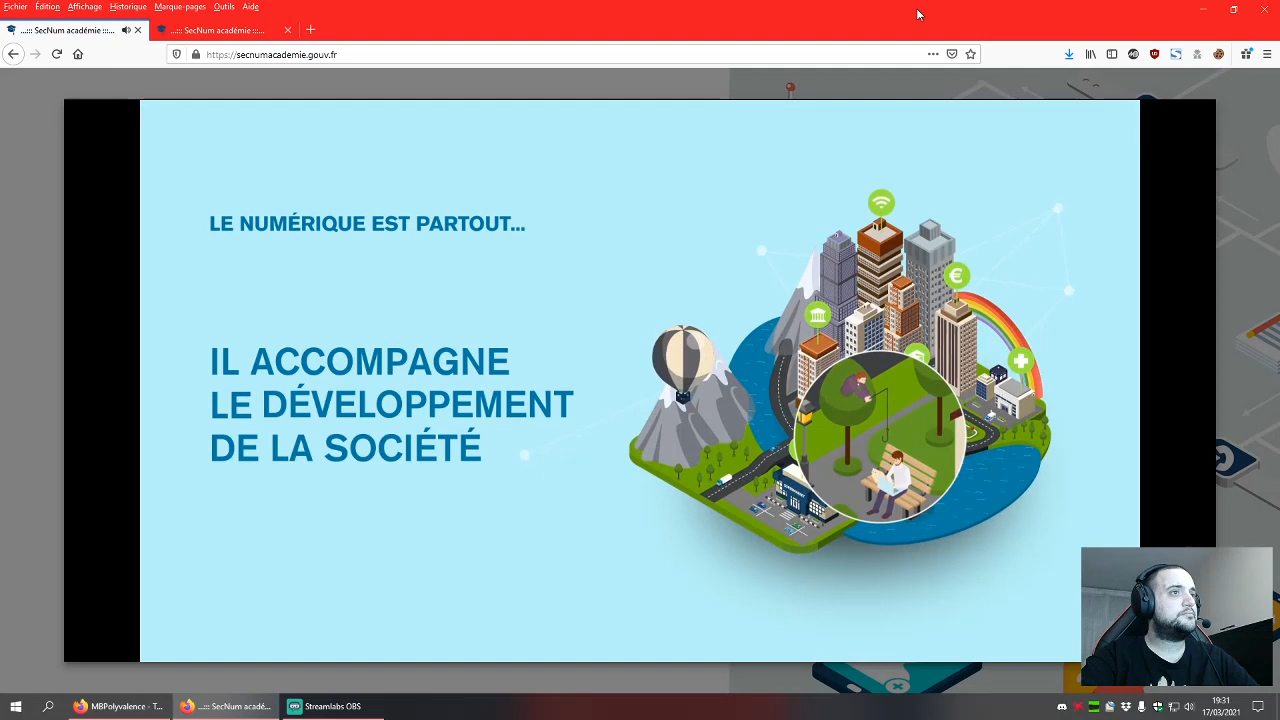 Fichier Édition Affichage Historique Marque-pages Outils Aide
...::: SecNum académie :::... ...::: SecNum académie :::...
https://secnumacademie.gouv.fr
LE NUMÉRIQUE EST PARTOUT...
IL ACCOMPAGNE
LE DÉVELOPPEMENT
DE LA SOCIÉTÉ
MBPolyvalence - T... ...::: SecNum acadé... Streamlabs OBS
19:31
17/03/2021